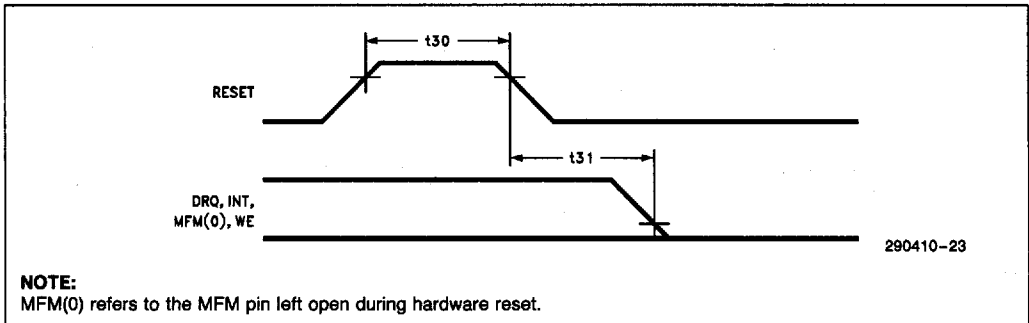 t30
RESET
t31
DRQ, INT,
MFM(0), WE
290410-23
NOTE:
MFM(0) refers to the MFM pin left open during hardware reset.